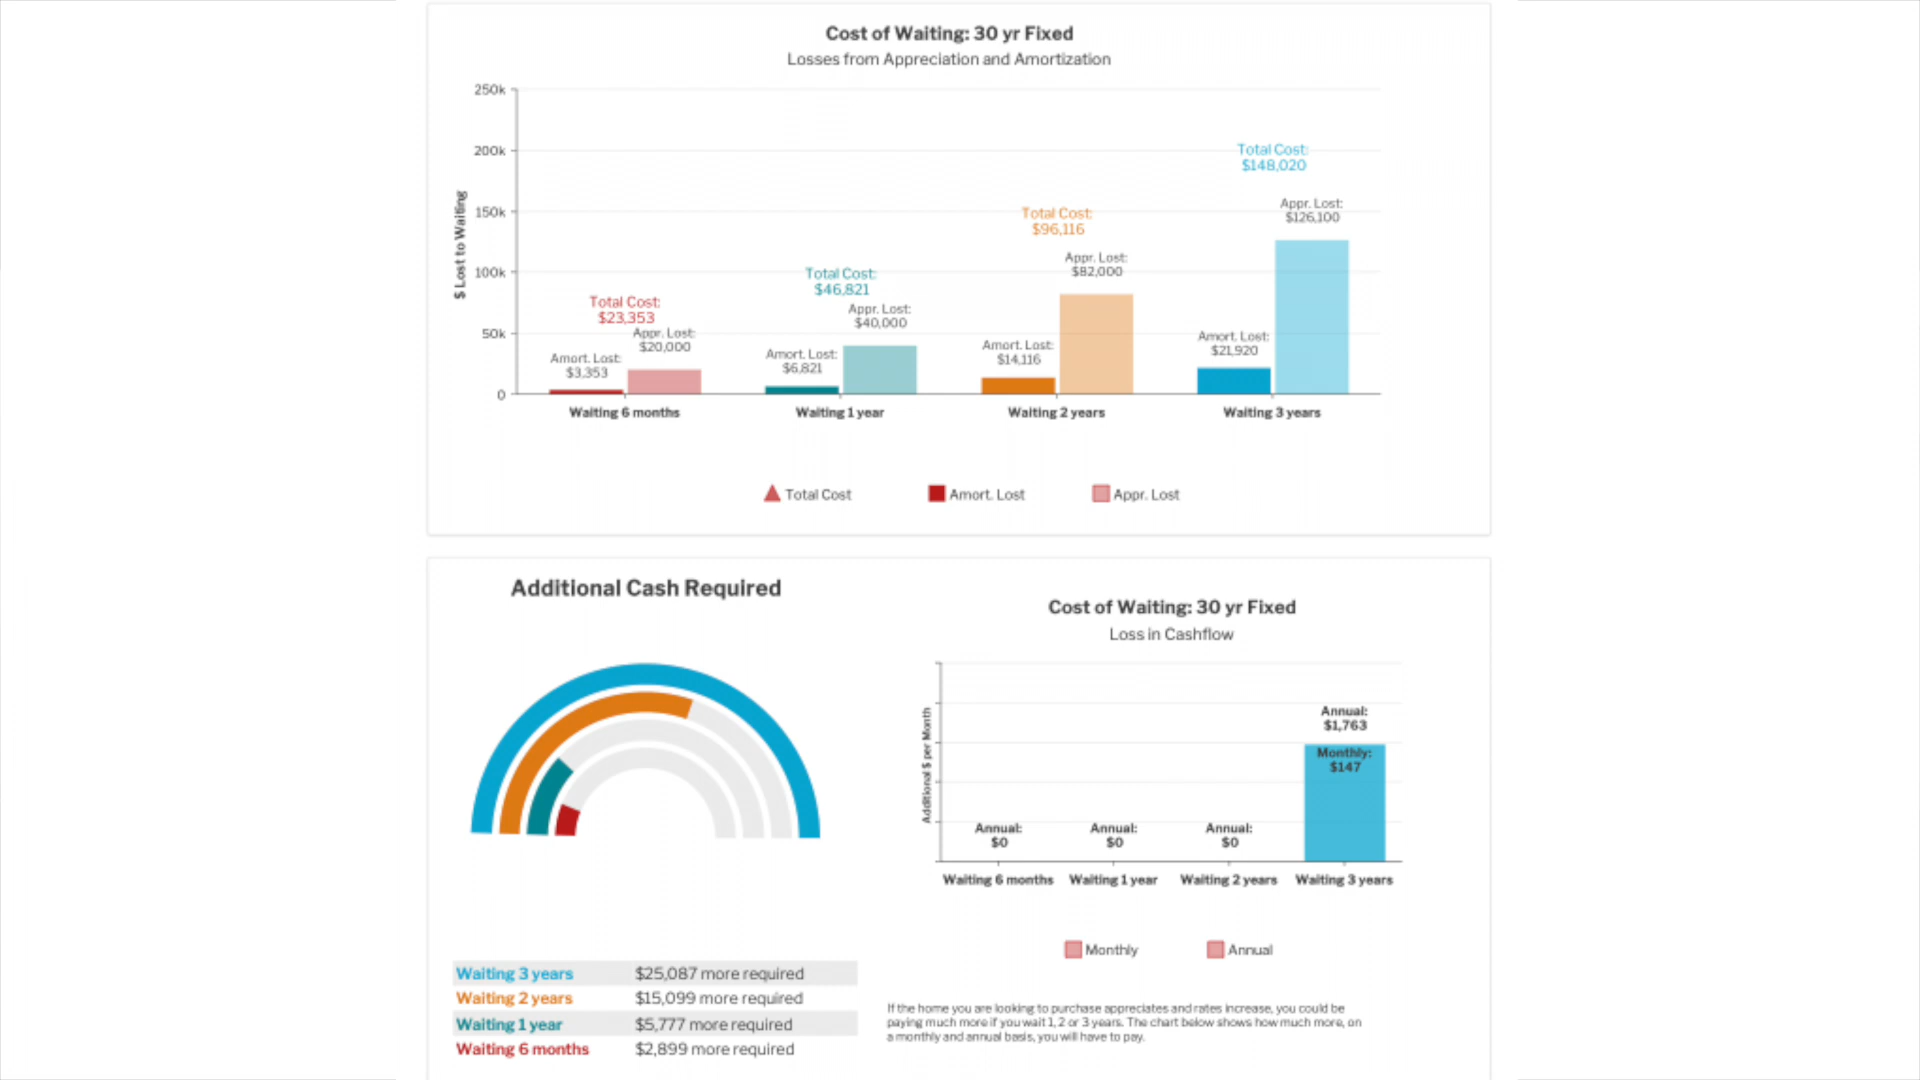 Cost of Waiting: 30 yr Fixed
Losses from Appreciation and Amortization
$ Lost to Waiting
250k
200k
150k
100k
50k
0
Total Cost:
$23,353
Appr. Lost:
$20,000
Amort. Lost:
$3,353
Total Cost:
$46,821
Appr. Lost:
$40,000
Amort. Lost:
$6,821
Total Cost:
$96,116
Appr. Lost:
$82,000
Amort. Lost:
$14,116
Total Cost:
$148,020
Appr. Lost:
$126,100
Amort. Lost:
$21,920
Waiting 6 months
Waiting 1 year
Waiting 2 years
Waiting 3 years
Total Cost
Amort. Lost
Appr. Lost
Additional Cash Required
Waiting 3 years $25,087 more required
Waiting 2 years $15,099 more required
Waiting 1 year $5,777 more required
Waiting 6 months $2,899 more required
Cost of Waiting: 30 yr Fixed
Loss in Cashflow
Additional $ per Month
Annual:
$0
Annual:
$0
Annual:
$0
Annual:
$1,763
Monthly:
$147
Waiting 6 months
Waiting 1 year
Waiting 2 years
Waiting 3 years
Monthly
Annual
If the home you are looking to purchase appreciates and rates increase, you could be
paying much more if you wait 1, 2 or 3 years. The chart below shows how much more, on
a monthly and annual basis, you will have to pay.